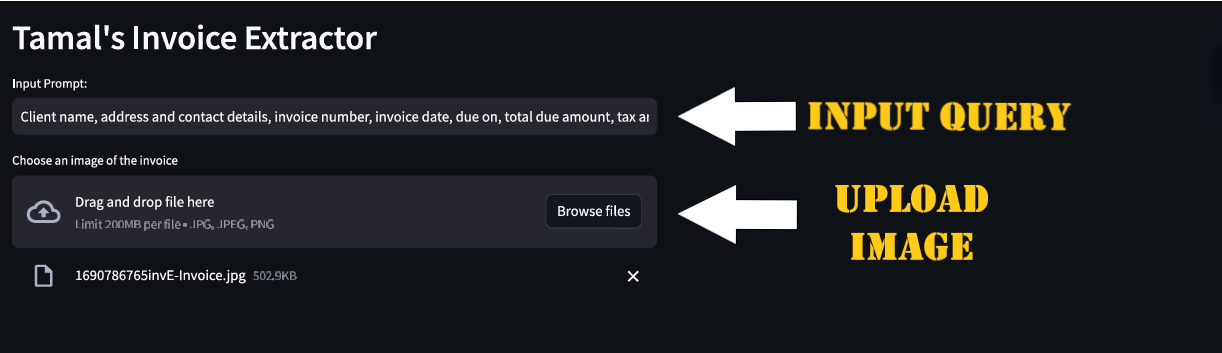 Tamal's Invoice Extractor
Input Prompt:
Client name, address and contact details, invoice number, invoice date, due on, total due amount, tax ar
INPUT QUERY
Choose an image of the invoice
Drag and drop file here
Limit 200MB per file • JPG, JPEG, PNG
Browse files
UPLOAD
IMAGE
1690786765invE-Invoice.jpg 502.9KB